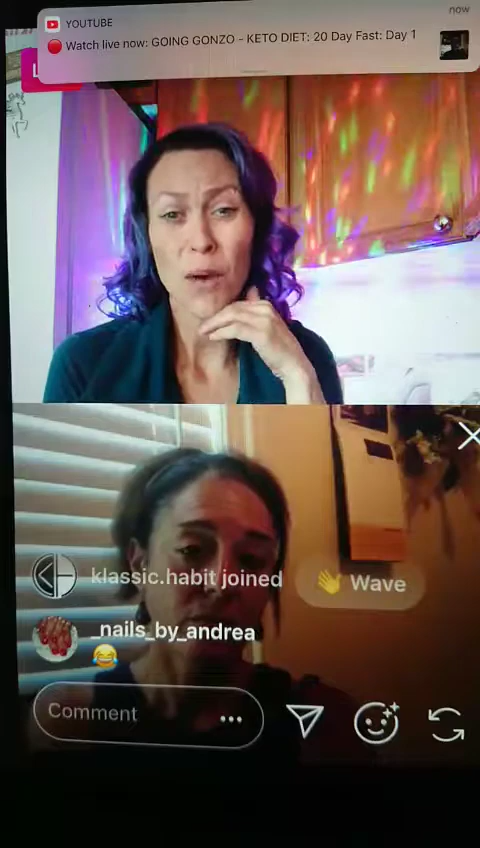 YOUTUBE
now
Watch live now: GOING GONZO - KETO DIET: 20 Day Fast: Day 1
L
klassic.habit joined
Wave
_nails_by_andrea
Comment